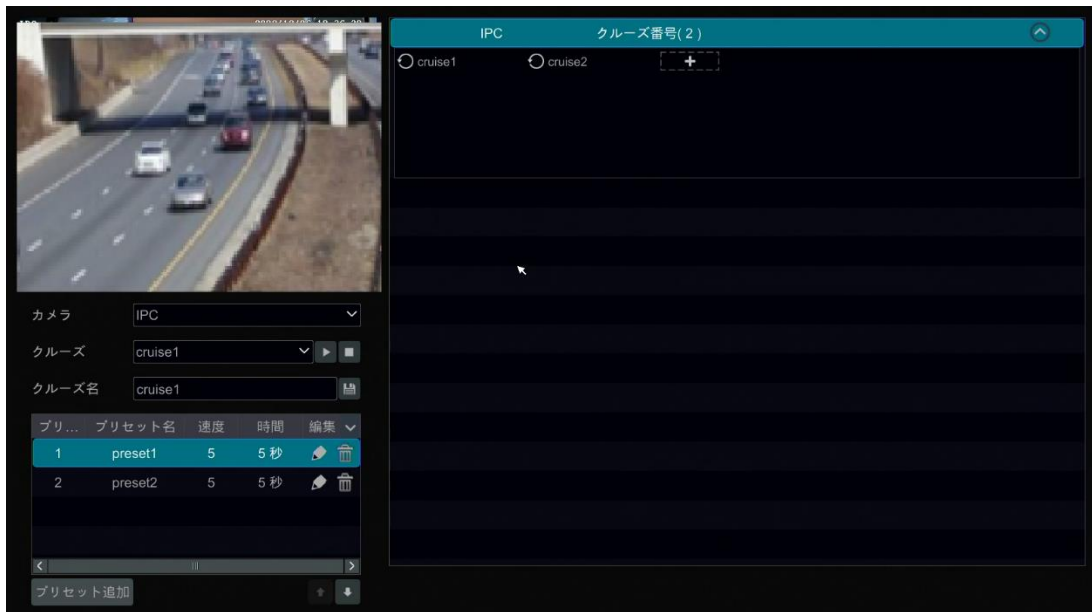 IPC クルーズ番号( 2 )
cruise1 cruise2 +
カメラ IPC
クルーズ cruise1
クルーズ名 cruise1
プリ... プリセット名 速度 時間 編集
1 preset1 5 5 秒
2 preset2 5 5 秒
プリセット追加